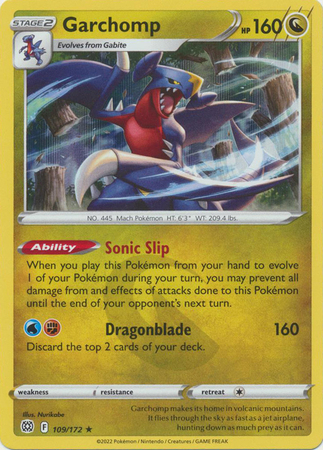 STAGE 2
Garchomp
HP 160
Evolves from Gabite
NO. 445 Mach Pokémon HT: 6'3" WT: 209.4 lbs.
Ability Sonic Slip
When you play this Pokémon from your hand to evolve
1 of your Pokémon during your turn, you may prevent all
damage from and effects of attacks done to this Pokémon
until the end of your opponent's next turn.
Dragonblade 160
Discard the top 2 cards of your deck.
weakness resistance retreat
Illus. Nurikabe
F 109/172 ★
Garchomp makes its home in volcanic mountains.
It flies through the sky as fast as a jet airplane,
hunting down as much prey as it can.
©2022 Pokémon / Nintendo / Creatures / GAME FREAK